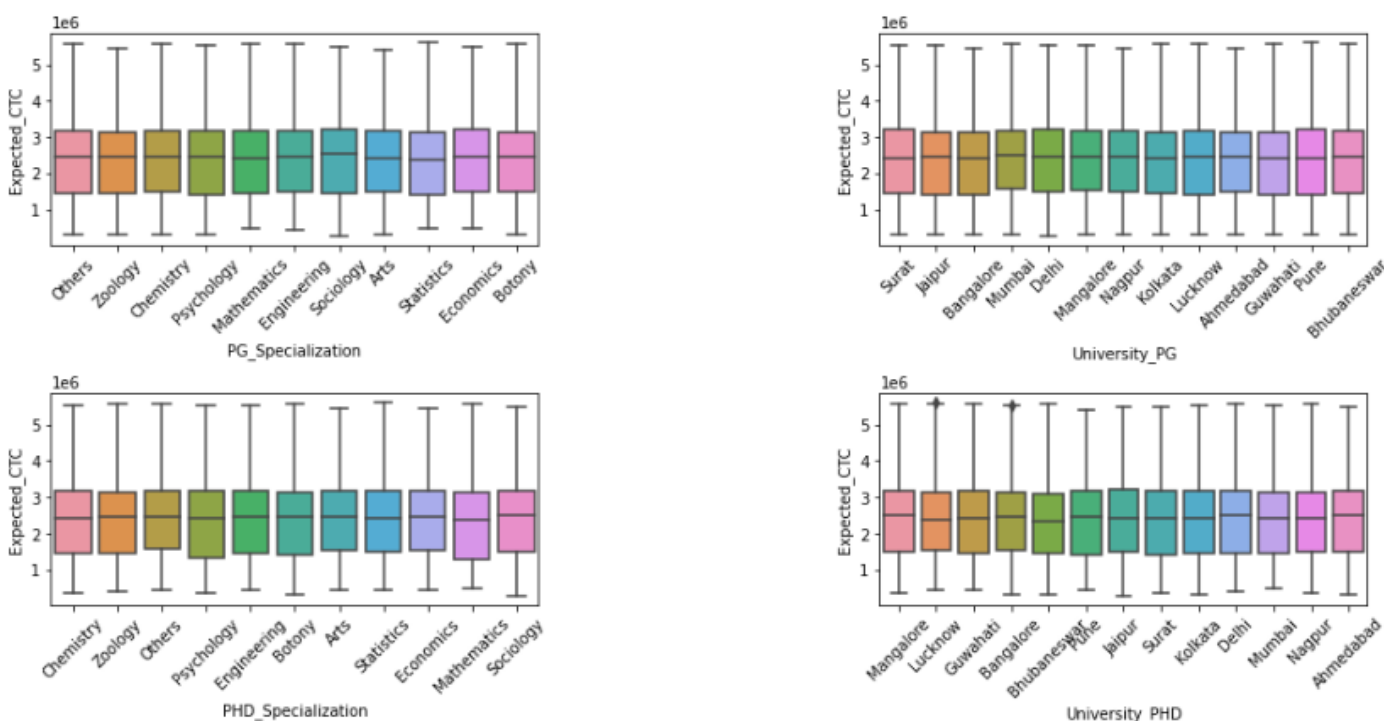 1e6
Expected_CTC
5
4
3
2
1
Others
Zoology
Chemistry
Psychology
Mathematics
Engineering
Sociology
Arts
Statistics
Economics
Botony
PG_Specialization
1e6
Expected_CTC
5
4
3
2
1
Surat
Jaipur
Bangalore
Mumbai
Delhi
Mangalore
Nagpur
Kolkata
Lucknow
Ahmedabad
Guwahati
Pune
Bhubaneswar
University_PG
1e6
Expected_CTC
5
4
3
2
1
Chemistry
Zoology
Others
Psychology
Engineering
Botony
Arts
Statistics
Economics
Mathematics
Sociology
PHD_Specialization
1e6
Expected_CTC
5
4
3
2
1
Mangalore
Lucknow
Guwahati
Bangalore
Bhubaneswar
Pune
Jaipur
Surat
Kolkata
Delhi
Mumbai
Nagpur
Ahmedabad
University_PHD